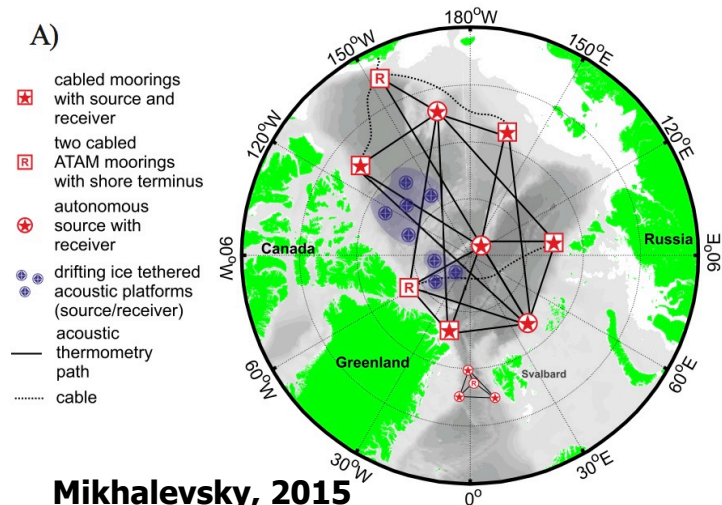 A)
cabled moorings
with source and
receiver
two cabled
ATAM moorings
with shore terminus
autonomous
source with
receiver
drifting ice tethered
acoustic platforms
(source/receiver)
acoustic
thermometry
path
cable
180°W
150°W
150°E
120°W
120°E
90°W
90°E
60°W
60°E
30°W
30°E
0°
R
R
R
R
Canada
Russia
Greenland
Svalbard
Mikhalevsky, 2015